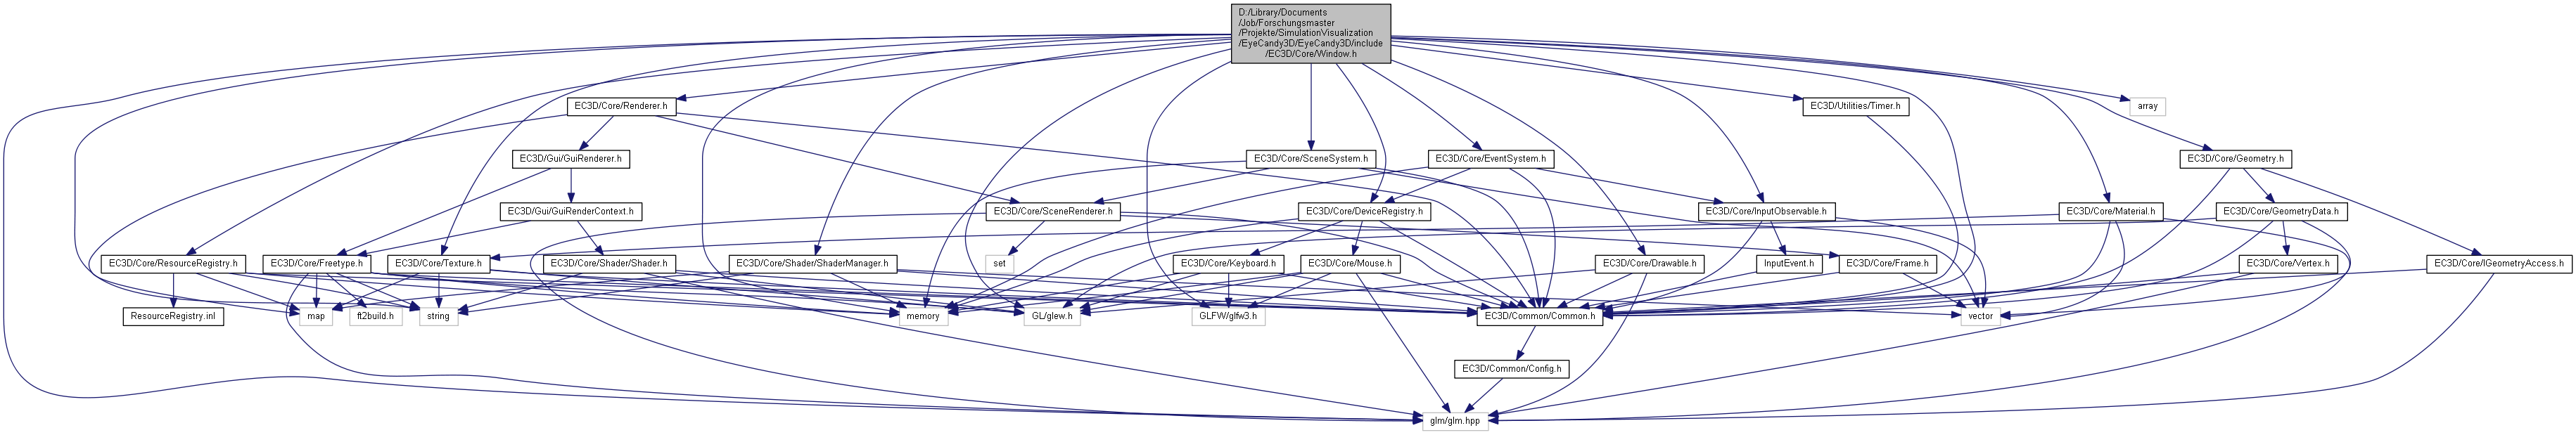 D:/Library/Documents
/Job/Forschungsmaster
/Projekte/SimulationVisualization
/EyeCandy3D/EyeCandy3D/include
/EC3D/Core/Window.h
EC3D/Core/Renderer.h
EC3D/Utilities/Timer.h
array
EC3D/Gui/GuiRenderer.h
EC3D/Core/SceneSystem.h
EC3D/Core/EventSystem.h
EC3D/Core/Geometry.h
EC3D/Gui/GuiRenderContext.h
EC3D/Core/SceneRenderer.h
EC3D/Core/DeviceRegistry.h
EC3D/Core/InputObservable.h
EC3D/Core/Material.h
EC3D/Core/GeometryData.h
EC3D/Core/ResourceRegistry.h
EC3D/Core/Freetype.h
EC3D/Core/Texture.h
EC3D/Core/Shader/Shader.h
EC3D/Core/Shader/ShaderManager.h
set
EC3D/Core/Keyboard.h
EC3D/Core/Mouse.h
EC3D/Core/Drawable.h
InputEvent.h
EC3D/Core/Frame.h
EC3D/Core/Vertex.h
EC3D/Core/IGeometryAccess.h
ResourceRegistry.inl
map
ft2build.h
string
memory
GL/glew.h
GLFW/glfw3.h
EC3D/Common/Common.h
vector
EC3D/Common/Config.h
glm/glm.hpp